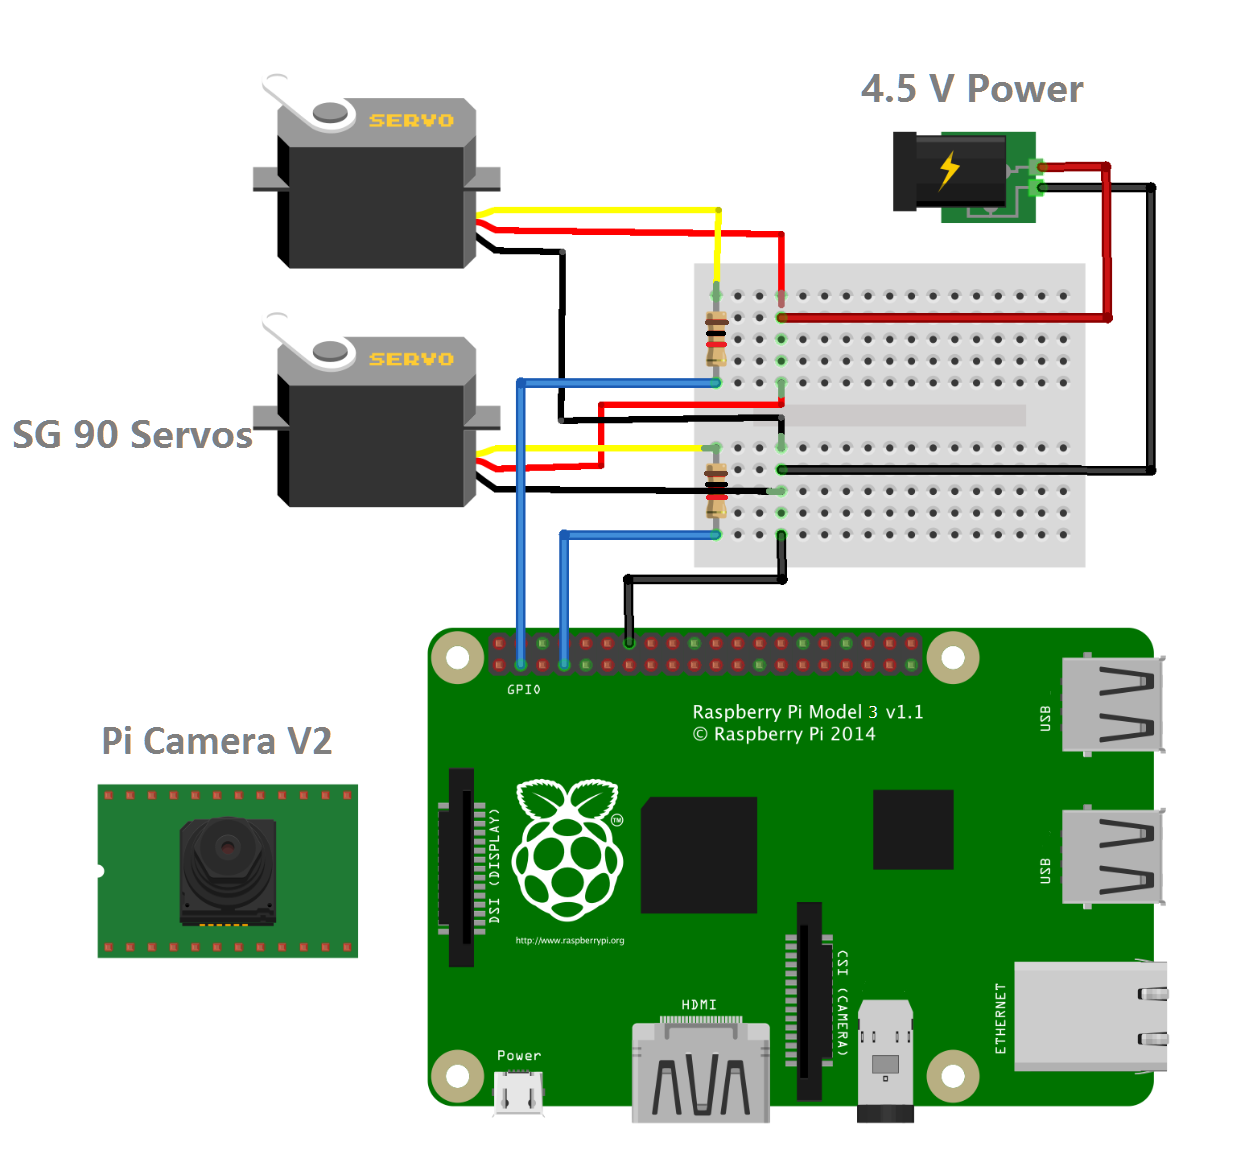 4.5 V Power
SERVO
SERVO
SG 90 Servos
GPIO
Raspberry Pi Model 3 v1.1
© Raspberry Pi 2014
USB
Pi Camera V2
TM
DSI (DISPLAY)
USB
http://www.raspberrypi.org
CSI (CAMERA)
ETHERNET
HDMI
Power